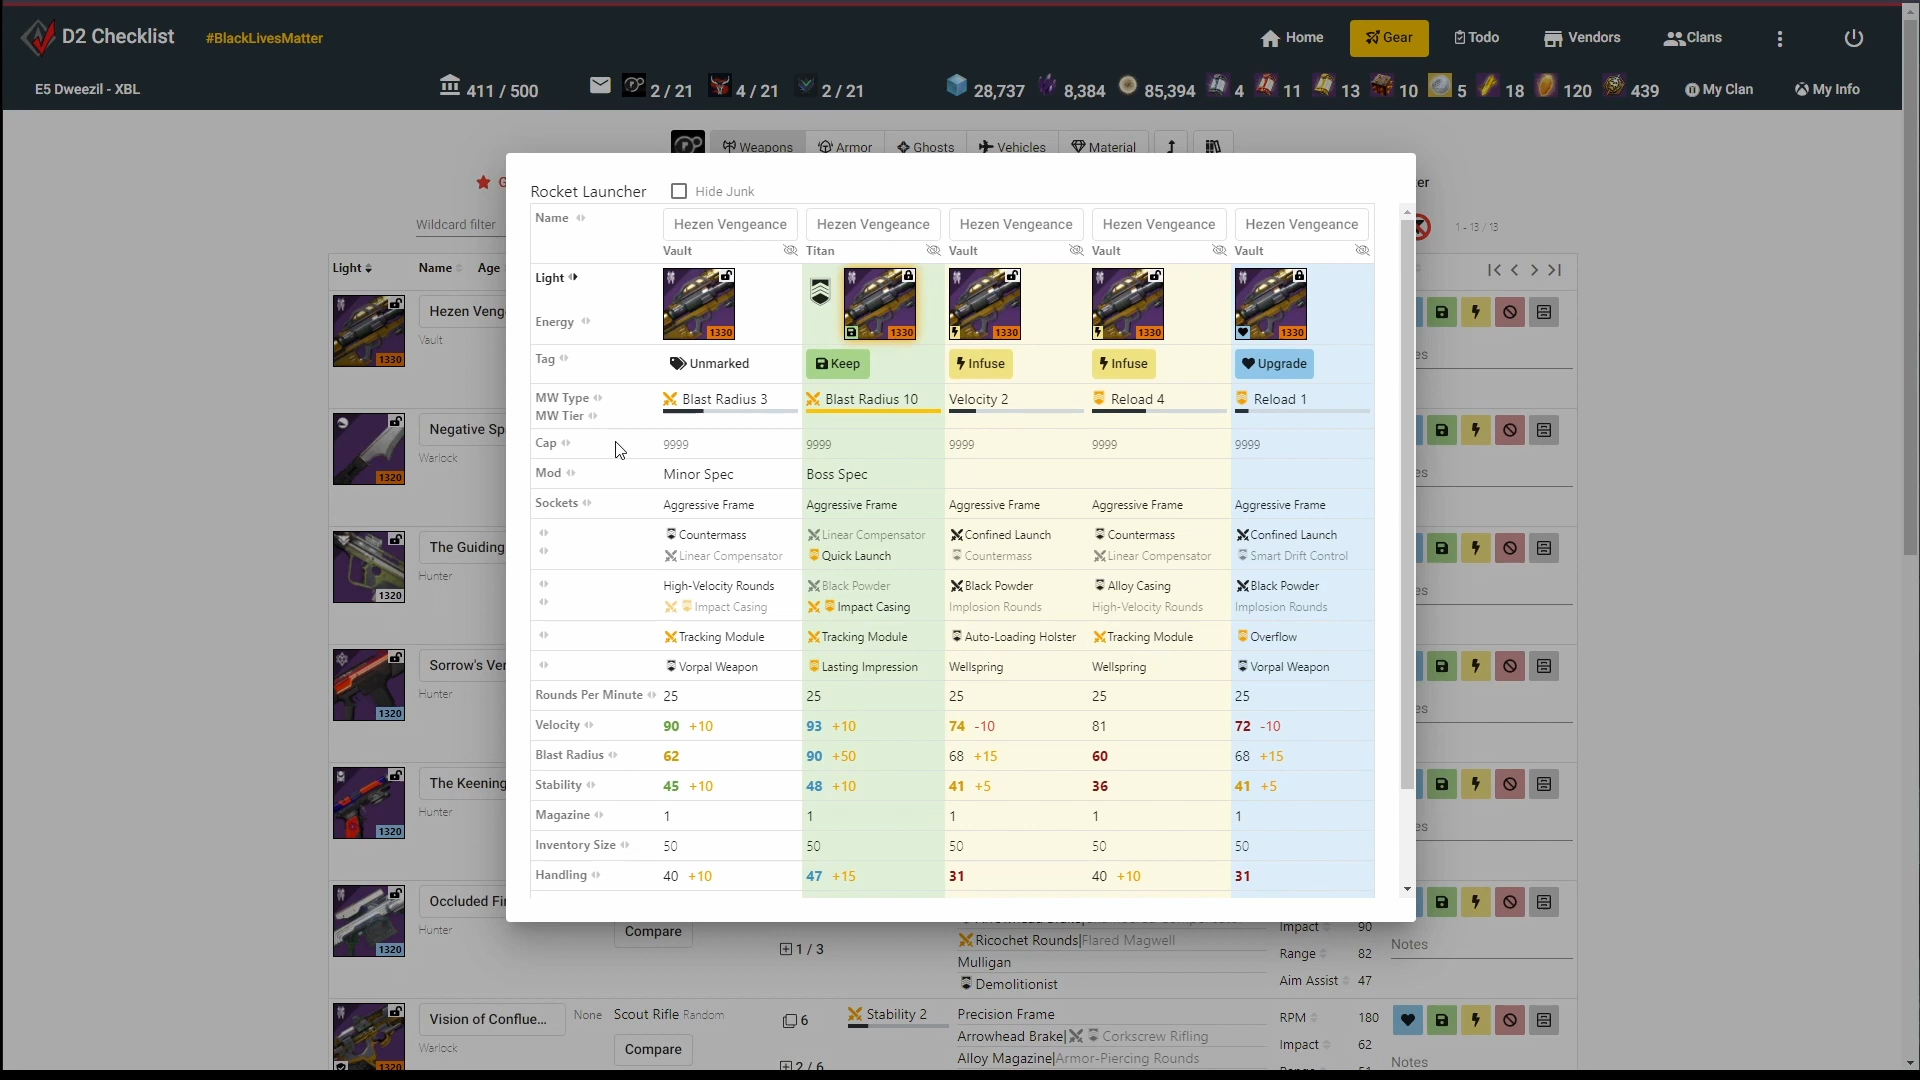 D2 Checklist #BlackLivesMatter Home Gear Todo Vendors Clans
E5 Dweezil - XBL 411 / 500 2 / 21 4 / 21 2 / 21 28,737 8,384 85,394 4 11 13 10 5 18 120 439 My Clan My Info
Weapons Armor Ghosts Vehicles Material
Rocket Launcher Hide Junk
Wildcard filter 1 - 13 / 13
Name Hezen Vengeance Hezen Vengeance Hezen Vengeance Hezen Vengeance Hezen Vengeance
Vault Titan Vault Vault Vault
Light Name Age
Light
Energy
1330 1330 1330 1330 1330
Tag Unmarked Keep Infuse Infuse Upgrade
MW Type Blast Radius 3 Blast Radius 10 Velocity 2 Reload 4 Reload 1
MW Tier
Cap 9999 9999 9999 9999 9999
Mod Minor Spec Boss Spec
Sockets Aggressive Frame Aggressive Frame Aggressive Frame Aggressive Frame Aggressive Frame
Countermass Linear Compensator Confined Launch Countermass Confined Launch
Linear Compensator Quick Launch Countermass Linear Compensator Smart Drift Control
High-Velocity Rounds Black Powder Black Powder Alloy Casing Black Powder
Impact Casing Impact Casing Implosion Rounds High-Velocity Rounds Implosion Rounds
Tracking Module Tracking Module Auto-Loading Holster Tracking Module Overflow
Vorpal Weapon Lasting Impression Wellspring Wellspring Vorpal Weapon
Rounds Per Minute 25 25 25 25 25
Velocity 90 +10 93 +10 74 -10 81 72 -10
Blast Radius 62 90 +50 68 +15 60 68 +15
Stability 45 +10 48 +10 41 +5 36 41 +5
Magazine 1 1 1 1 1
Inventory Size 50 50 50 50 50
Handling 40 +10 47 +15 31 40 +10 31
Hezen
Vault
1330
Negative
Warlock
1320
The Guiding
Hunter
1320
Sorrow's
Hunter
1320
The Keening
Hunter
1320
Occluded
Hunter
1320
Compare
1 / 3
Ricochet Rounds|Flared Magwell
Mulligan
Demolitionist
Impact 90
Range 82
Aim Assist 47
Notes
Vision of Conflue... None Scout Rifle Random 6 Stability 2 Precision Frame RPM 180
Warlock
Compare
2 / 6
Arrowhead Brake| Corkscrew Rifling
Alloy Magazine|Armor-Piercing Rounds
Impact 62
Notes